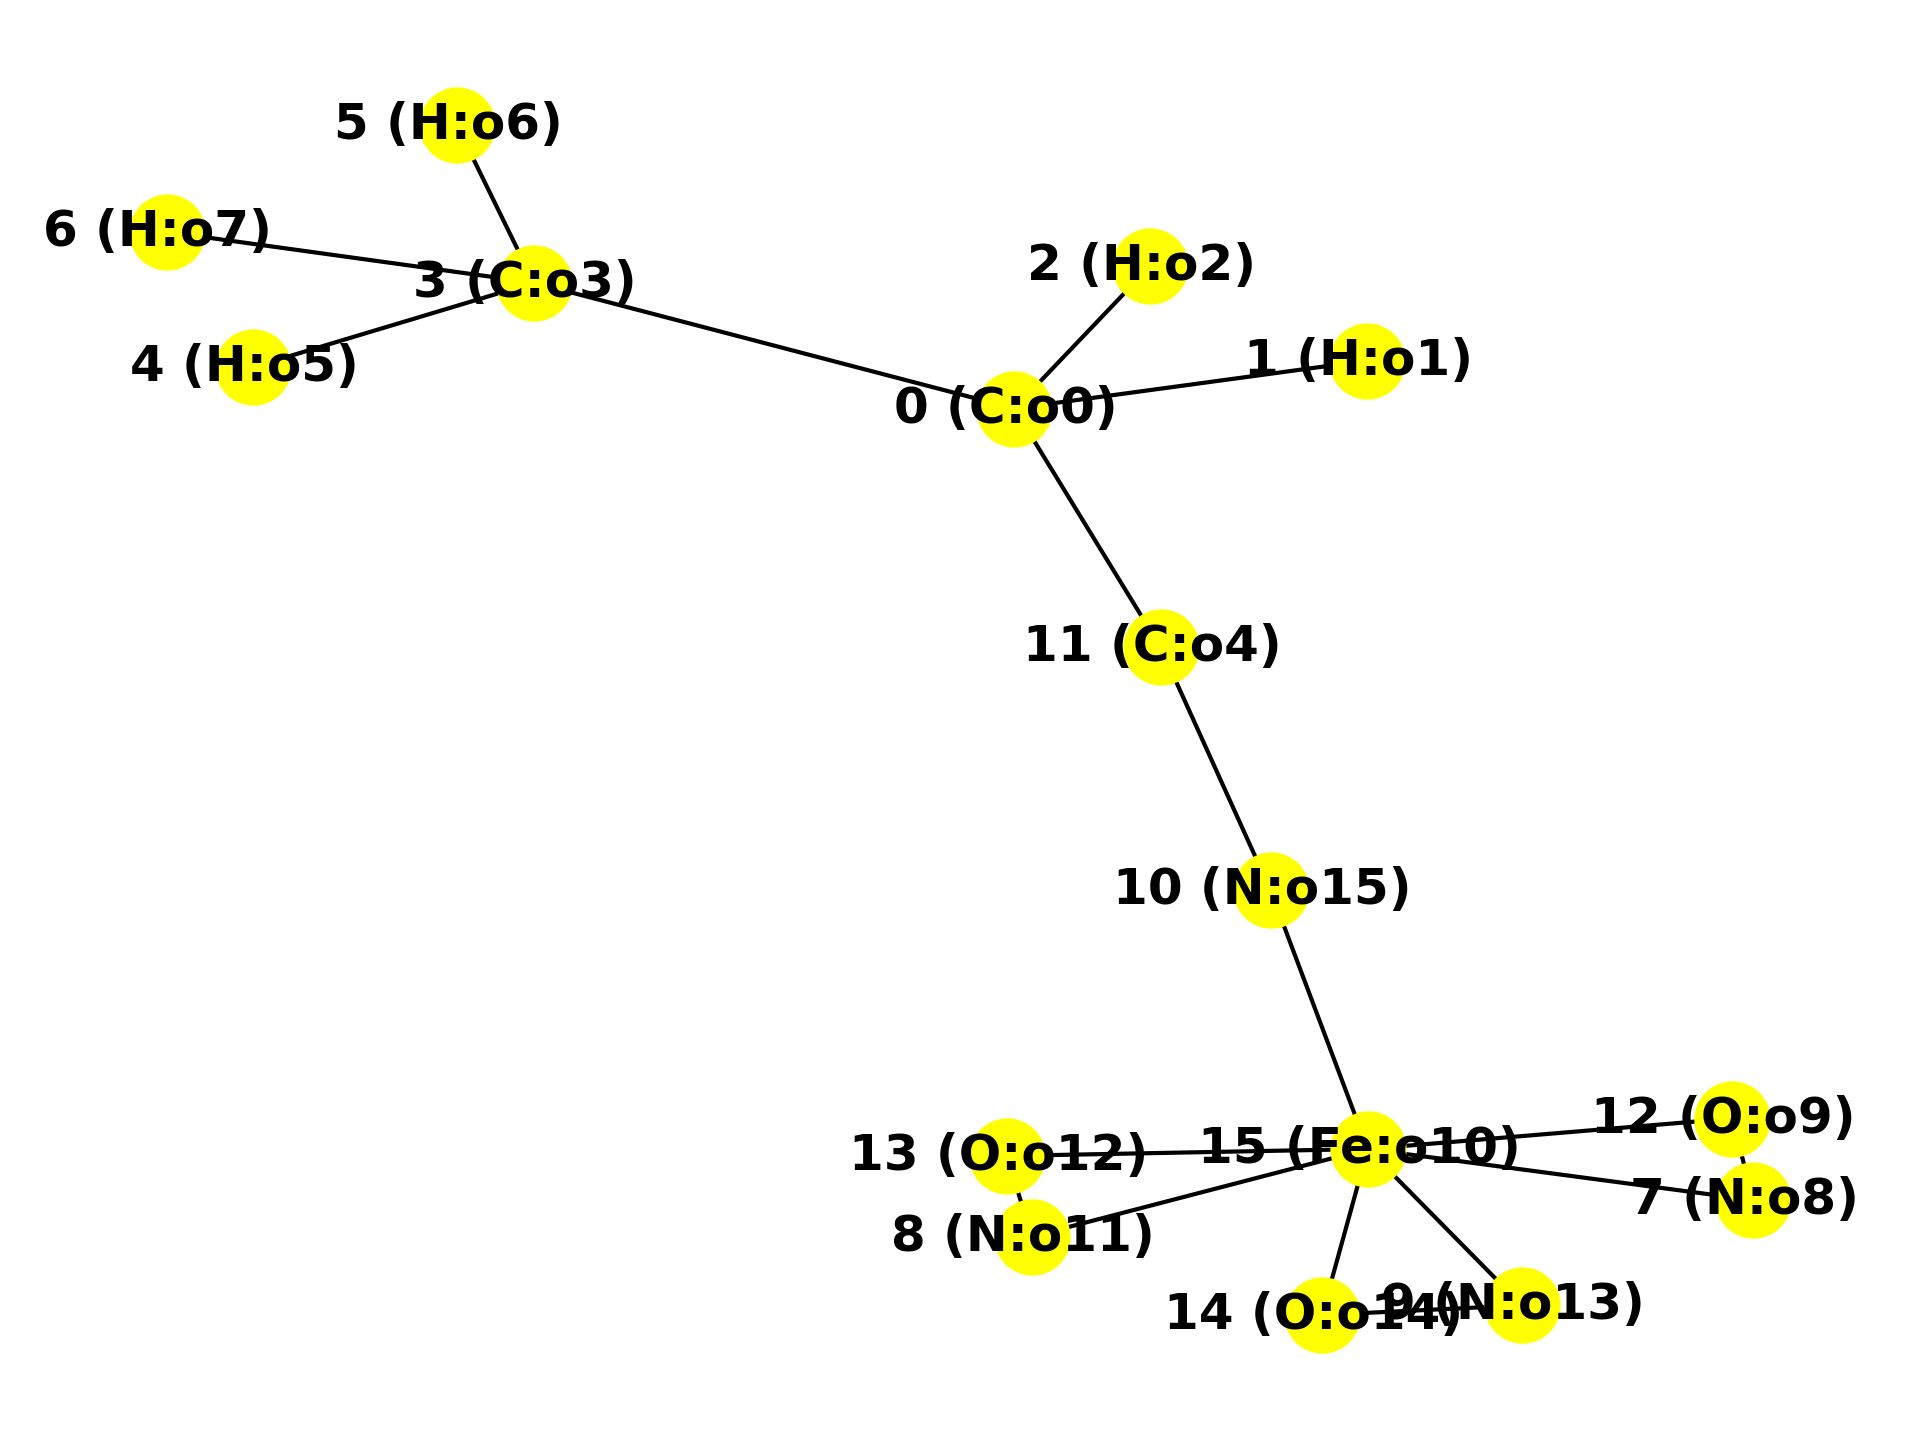 5 (H:o6)
6 (H:o7)
2 (H:o2)
3 (C:o3)
1 (H:o1)
4 (H:o5)
0 (C:o0)
11 (C:o4)
10 (N:o15)
12 (O:o9)
13 (O:o12)
15 (Fe:o10)
7 (N:o8)
8 (N:o11)
14 (O:o14)
9 (N:o13)